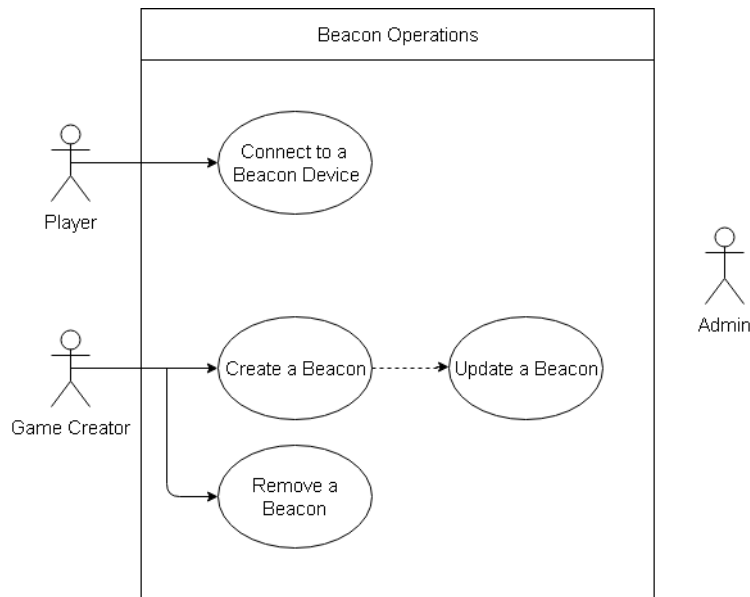 Beacon Operations
Connect to a
Beacon Device
Player
Admin
Create a Beacon
Update a Beacon
Game Creator
Remove a
Beacon